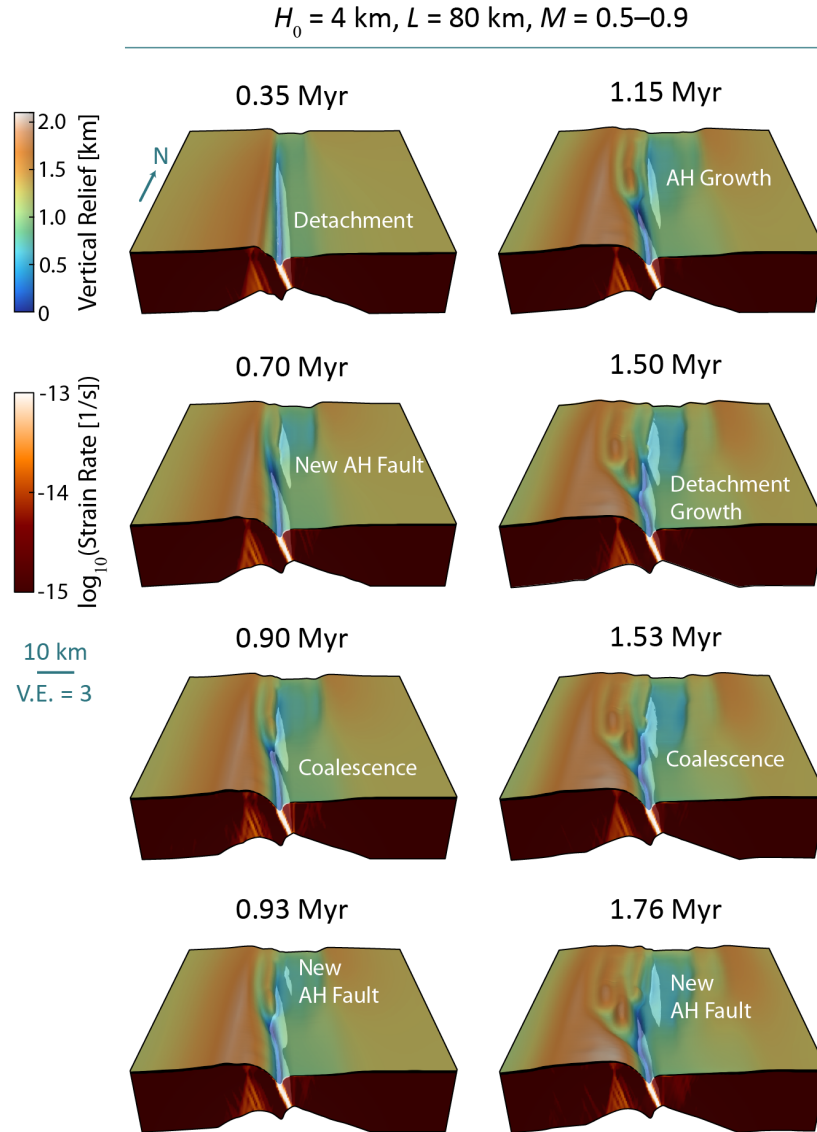 H₀ = 4 km, L = 80 km, M = 0.5–0.9
0.35 Myr
1.15 Myr
2.0
1.5
1.0
0.5
0
Vertical Relief [km]
N
Detachment
AH Growth
0.70 Myr
1.50 Myr
-13
-14
-15
log₁₀(Strain Rate [1/s]
New AH Fault
Detachment
Growth
0.90 Myr
1.53 Myr
10 km
V.E. = 3
Coalescence
Coalescence
0.93 Myr
1.76 Myr
New
AH Fault
New
AH Fault